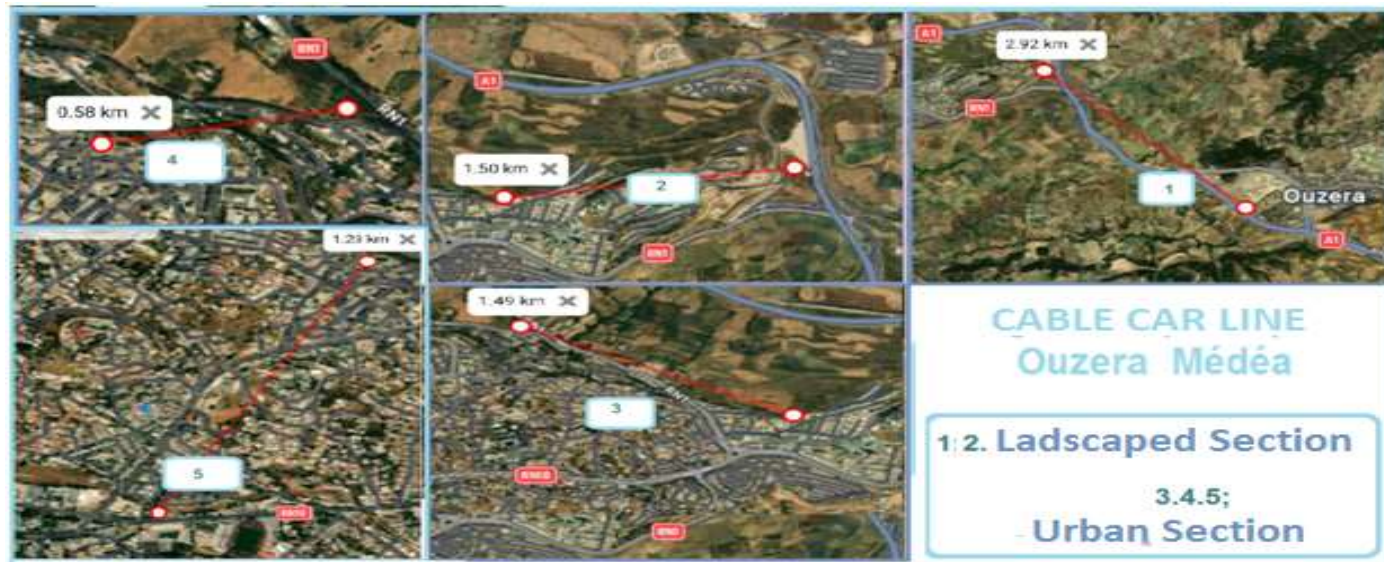 RN1
0.58 km
RN1
4
A1
1.50 km
2
RN1
A1
2.92 km
RN1
1
Ouzera
A1
1.23 km
5
1.49 km
RN1
3
CABLE CAR LINE
Ouzera Médéa
1: 2. Ladscaped Section
3.4.5;
Urban Section